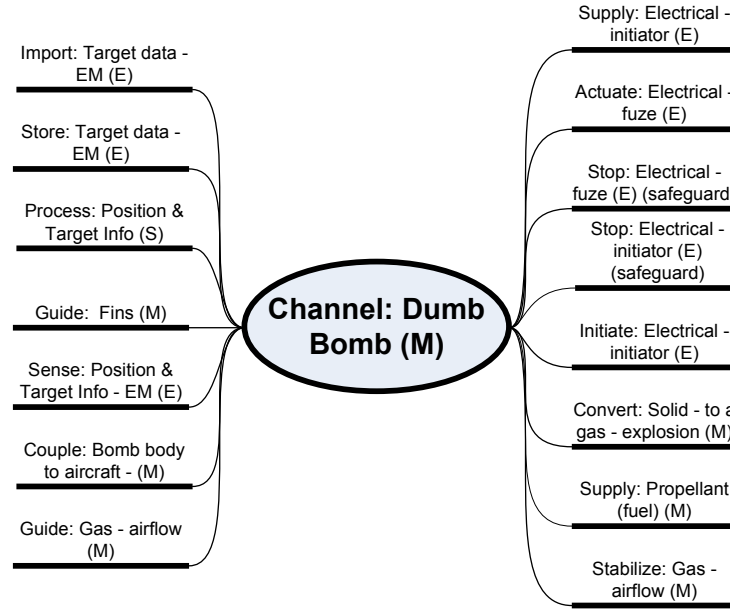 Import: Target data -
EM (E)
Store: Target data -
EM (E)
Process: Position &
Target Info (S)
Guide:  Fins (M)
Sense: Position &
Target Info - EM (E)
Couple: Bomb body
to aircraft - (M)
Guide: Gas - airflow
(M)
Channel: Dumb
Bomb (M)
Supply: Electrical -
initiator (E)
Actuate: Electrical -
fuze (E)
Stop: Electrical -
fuze (E) (safeguard
Stop: Electrical -
initiator (E)
(safeguard)
Initiate: Electrical -
initiator (E)
Convert: Solid - to a
gas - explosion (M)
Supply: Propellant
(fuel) (M)
Stabilize: Gas -
airflow (M)